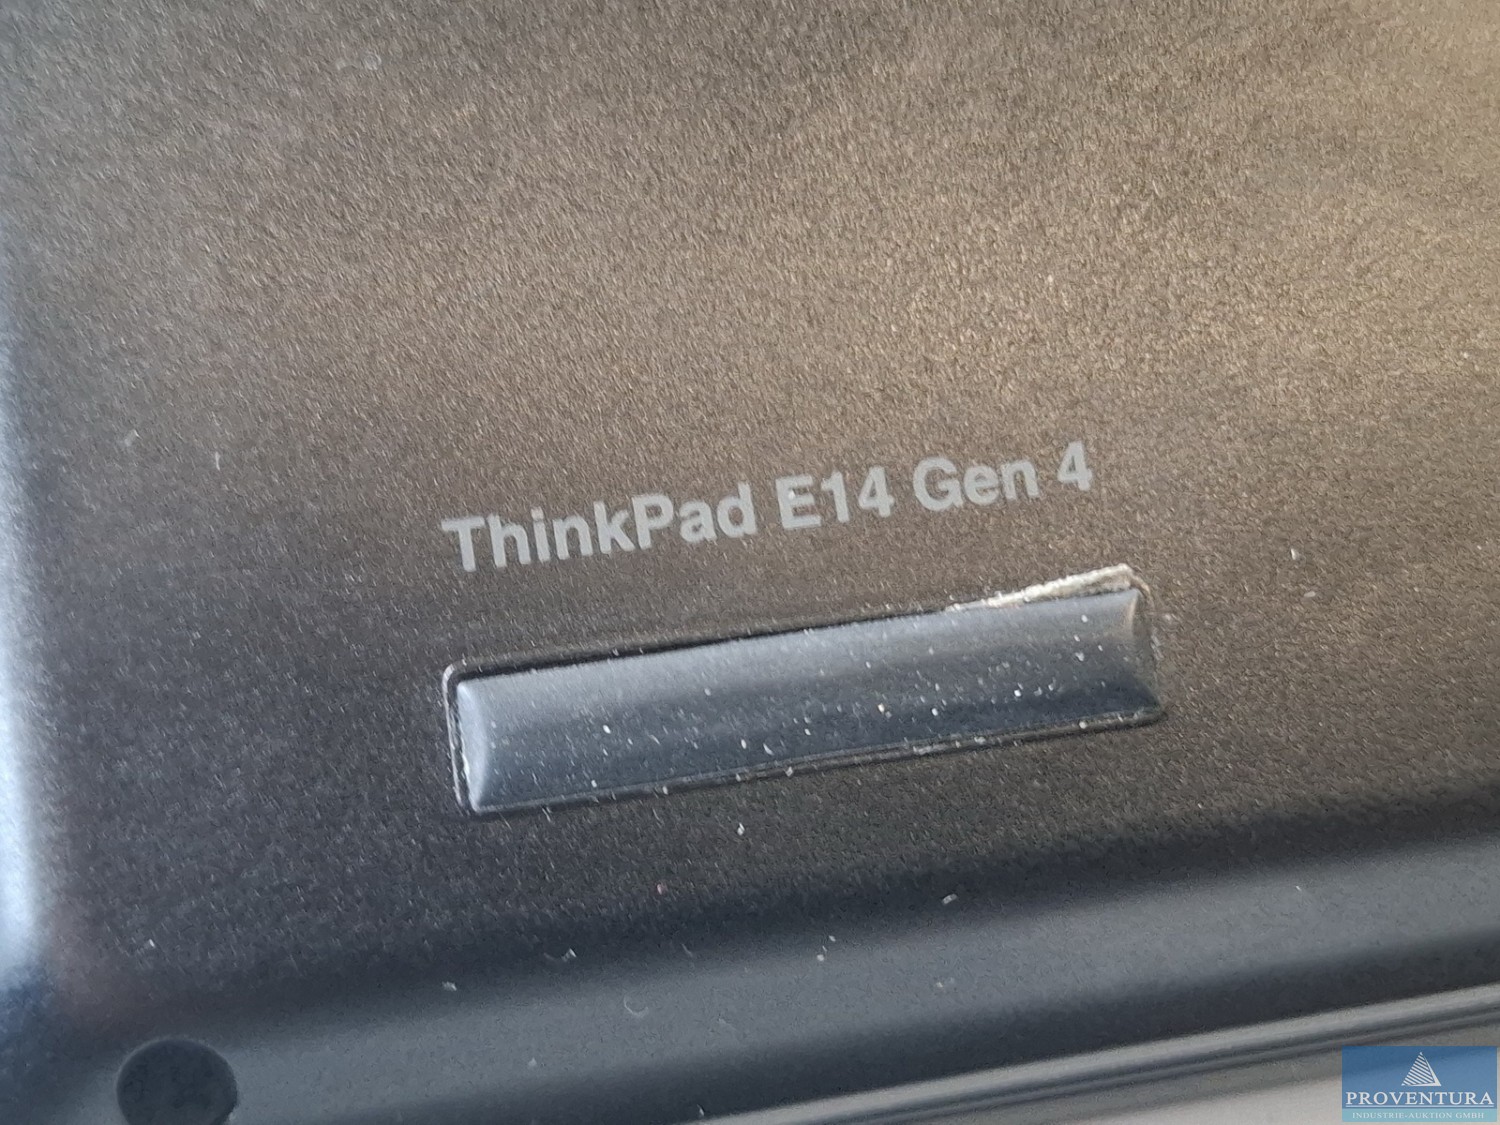 ThinkPad E14 Gen 4
PROVENTURA
INDUSTRIE-AUKTION GMBH